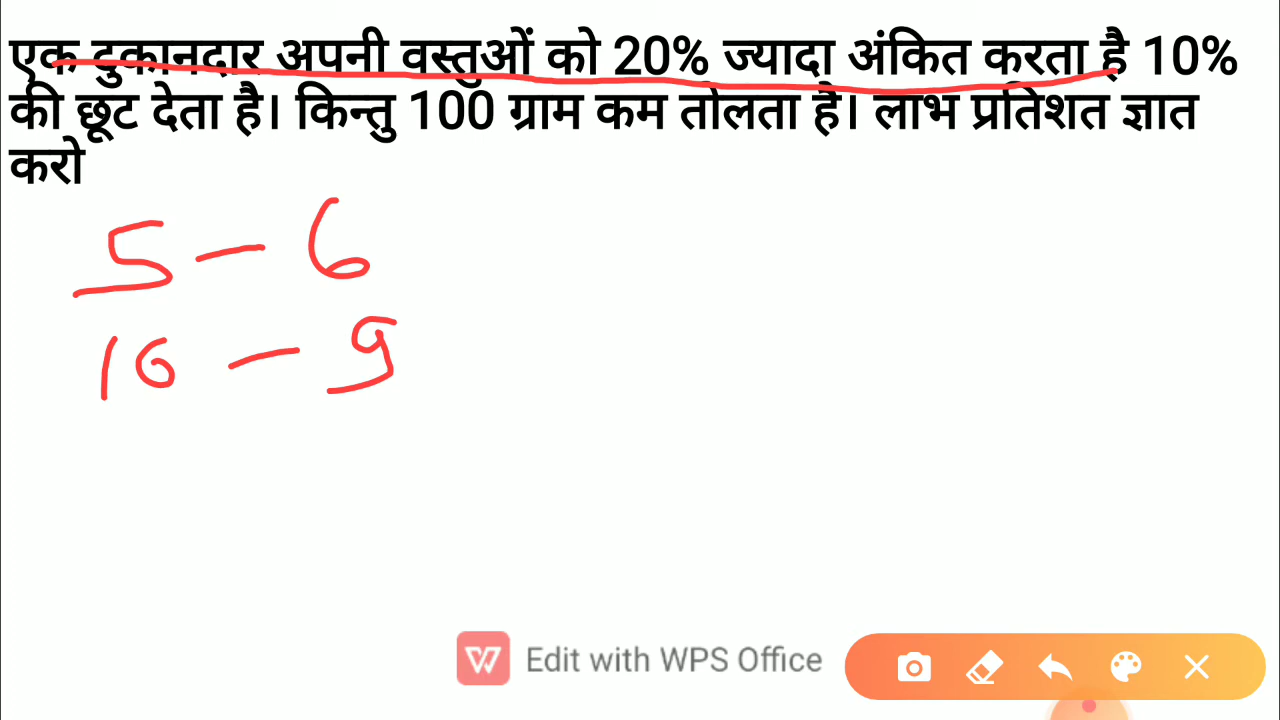 एक दुकानदार अपनी वस्तुओं को 20% ज्यादा अंकित करता है 10%
की छूट देता है। किन्तु 100 ग्राम कम तोलता है। लाभ प्रतिशत ज्ञात
करो
5 - 6
10 - 9
Edit with WPS Office